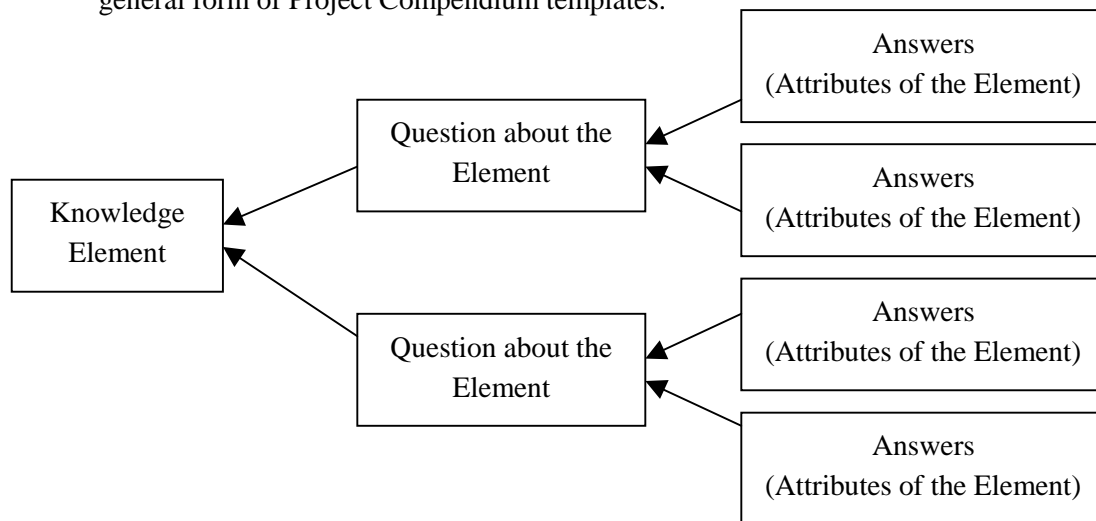 general form of Project Compendium templates.
Answers
(Attributes of the Element)
Question about the
Element
Answers
(Attributes of the Element)
Knowledge
Element
Answers
(Attributes of the Element)
Question about the
Element
Answers
(Attributes of the Element)